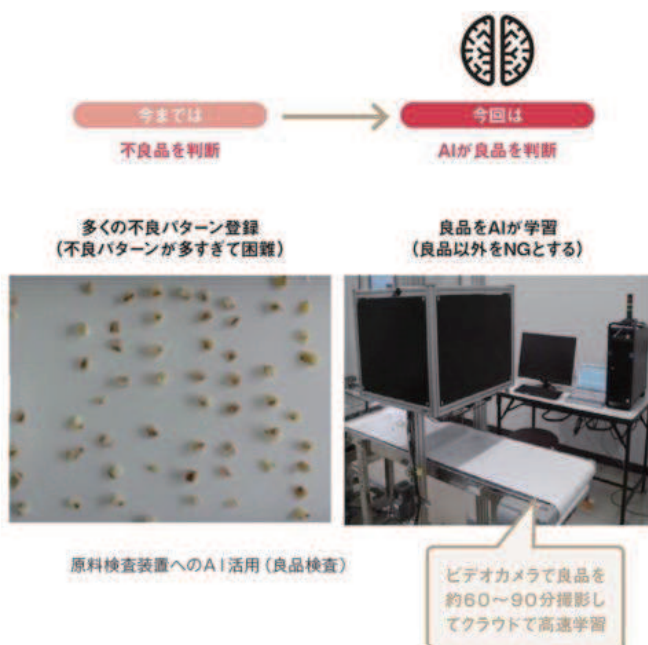 今までは
今回は
不良品を判断
AIが良品を判断
多くの不良パターン登録
(不良パターンが多すぎて困難)
良品をAIが学習
(良品以外をNGとする)
原料検査装置へのAI活用(良品検査)
ビデオカメラで良品を
約60〜90分撮影し
てクラウドで高速学習